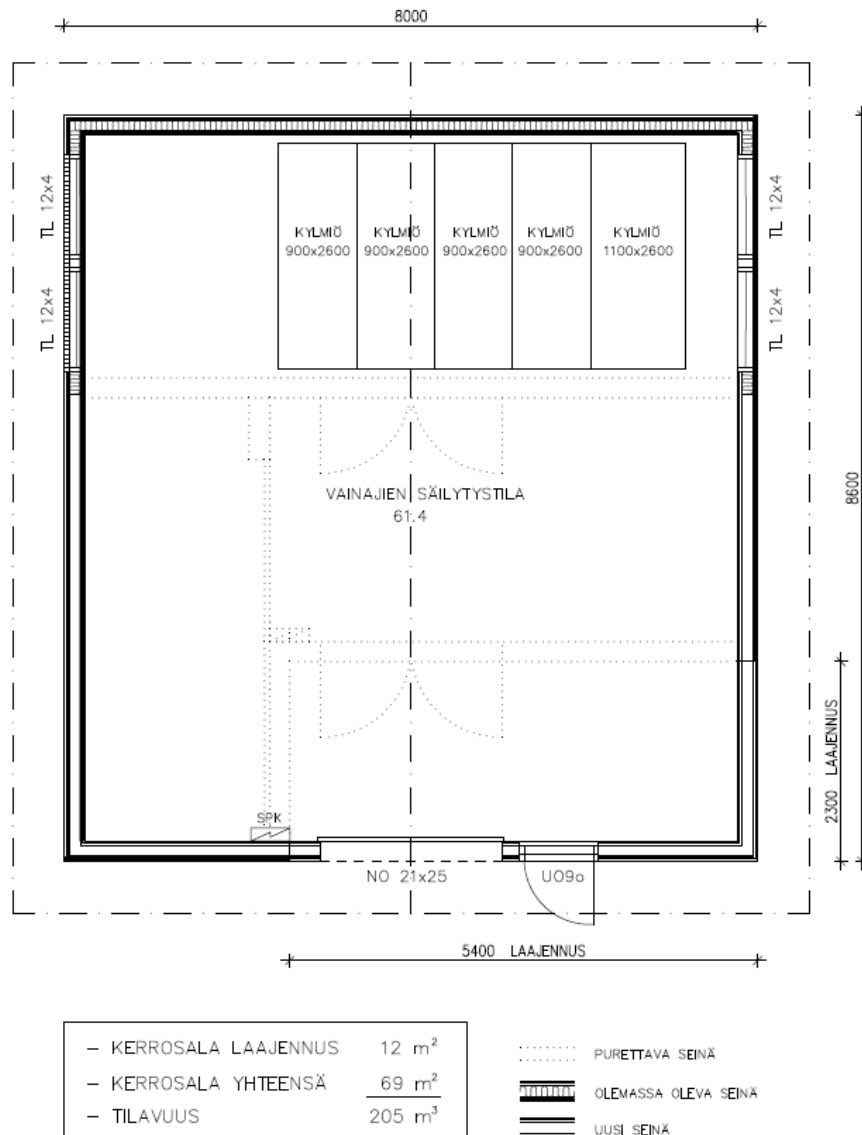 8000
TL 12x4
TL 12x4
TL 12x4
TL 12x4
KYLMIÖ
900x2600
KYLMIÖ
900x2600
KYLMIÖ
900x2600
KYLMIÖ
900x2600
KYLMIÖ
1100x2600
VAINAJIEN SÄILYTYSTILA
61.4
8600
2300 LAAJENNUS
SPK
NO 21x25
UO9o
5400 LAAJENNUS
– KERROSALA LAAJENNUS 12 m²
– KERROSALA YHTEENSÄ 69 m²
– TILAVUUS 205 m³
PURETTAVA SEINÄ
OLEMASSA OLEVA SEINÄ
UUSI SEINÄ